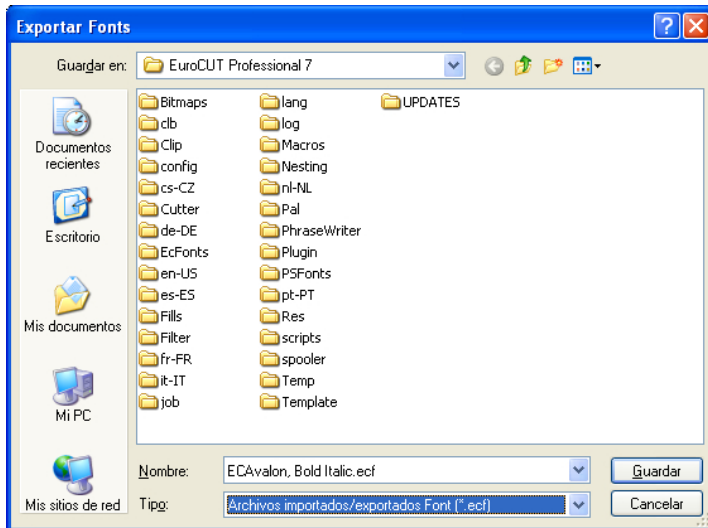 Exportar Fonts
Guardar en:
EuroCUT Professional 7
Documentos
recientes
Escritorio
Mis documentos
Mi PC
Mis sitios de red
Bitmaps
clb
Clip
config
cs-CZ
Cutter
de-DE
EcFonts
en-US
es-ES
Fills
Filter
fr-FR
it-IT
job
lang
log
Macros
Nesting
nl-NL
Pal
PhraseWriter
Plugin
PSFonts
pt-PT
Res
scripts
spooler
Temp
Template
UPDATES
Nombre:
ECAvalon, Bold Italic.ecf
Guardar
Tipo:
Archivos importados/exportados Font (*.ecf)
Cancelar